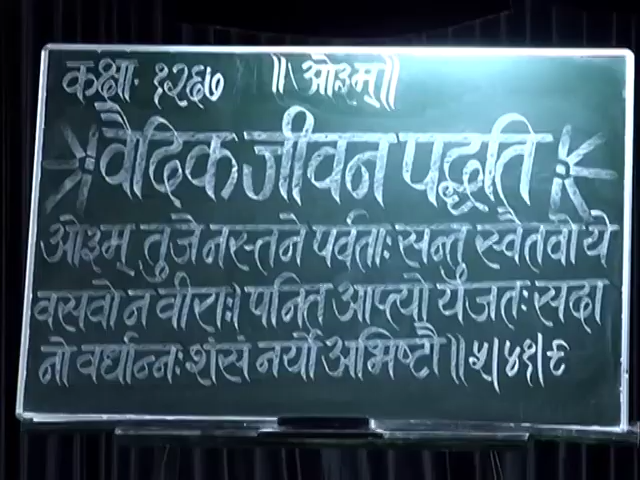 कक्षा: १२६७ ॥ ओ३म् ॥
वैदिक जीवन पद्धति
ओ३म् तुजे नस्तने पर्वताः सन्तु स्वैतवो ये
वसवो न वीराः। पनित आप्त्यो यजतः सदा
नो वर्धान्नः शंसं नर्यो अभिष्टौ॥ ५।४१।९